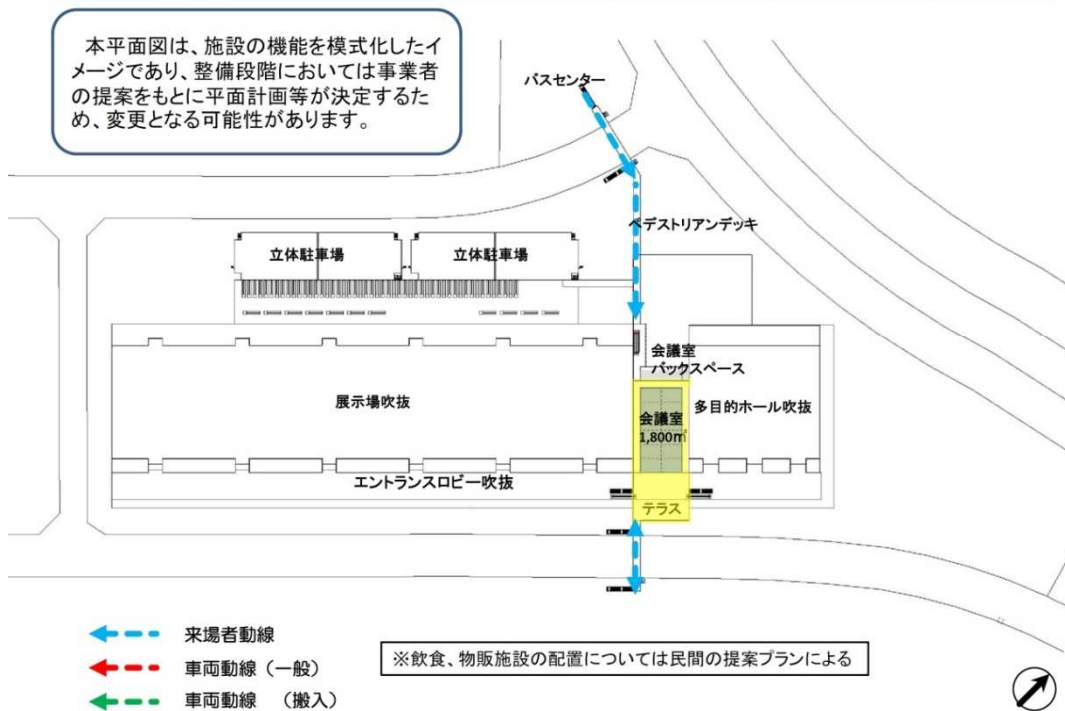 本平面図は、施設の機能を模式化したイ
メージであり、整備段階においては事業者
の提案をもとに平面計画等が決定するた
め、変更となる可能性があります。
バスセンター
ペデストリアンデッキ
立体駐車場
立体駐車場
会議室
バックスペース
展示場吹抜
会議室
1,800㎡
多目的ホール吹抜
エントランスロビー吹抜
テラス
来場者動線
車両動線（一般）
車両動線　（搬入）
※飲食、物販施設の配置については民間の提案プランによる